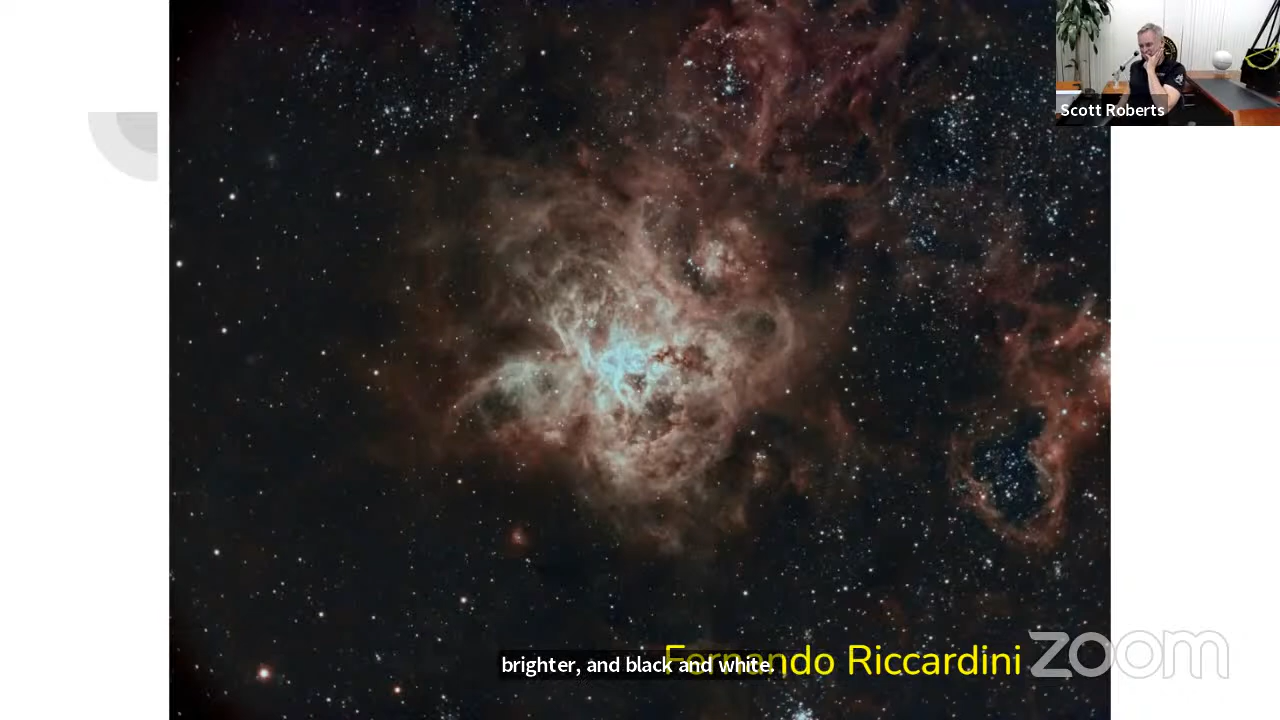 Scott Roberts
Fernando Riccardini
brighter, and black and white.
zoom